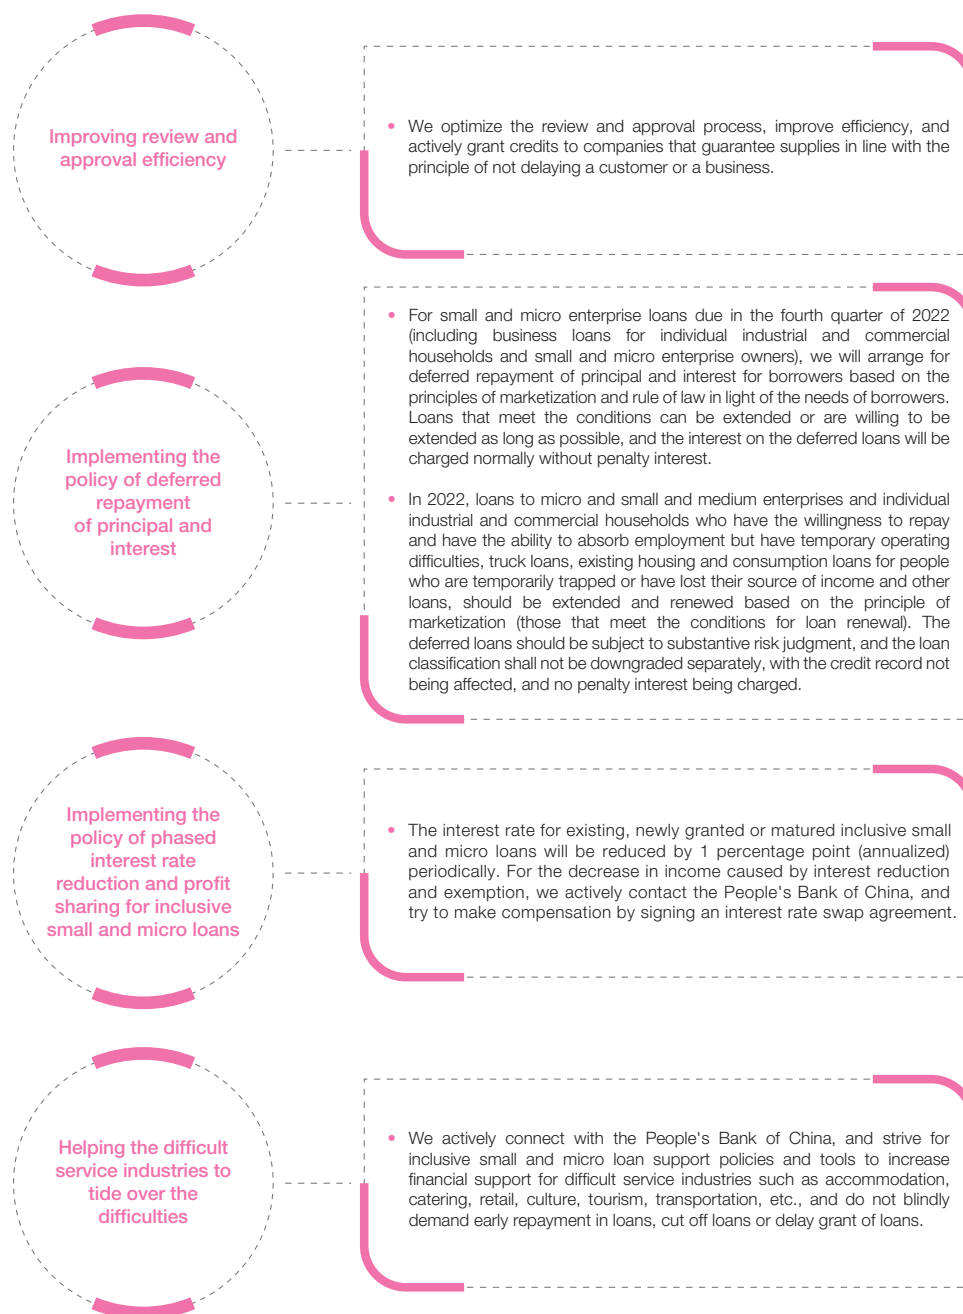 Improving review and
approval efficiency
• We optimize the review and approval process, improve efficiency, and
actively grant credits to companies that guarantee supplies in line with the
principle of not delaying a customer or a business.
Implementing the
policy of deferred
repayment
of principal and
interest
• For small and micro enterprise loans due in the fourth quarter of 2022
(including business loans for individual industrial and commercial
households and small and micro enterprise owners), we will arrange for
deferred repayment of principal and interest for borrowers based on the
principles of marketization and rule of law in light of the needs of borrowers.
Loans that meet the conditions can be extended or are willing to be
extended as long as possible, and the interest on the deferred loans will be
charged normally without penalty interest.
• In 2022, loans to micro and small and medium enterprises and individual
industrial and commercial households who have the willingness to repay
and have the ability to absorb employment but have temporary operating
difficulties, truck loans, existing housing and consumption loans for people
who are temporarily trapped or have lost their source of income and other
loans, should be extended and renewed based on the principle of
marketization (those that meet the conditions for loan renewal). The
deferred loans should be subject to substantive risk judgment, and the loan
classification shall not be downgraded separately, with the credit record not
being affected, and no penalty interest being charged.
Implementing the
policy of phased
interest rate
reduction and profit
sharing for inclusive
small and micro loans
• The interest rate for existing, newly granted or matured inclusive small
and micro loans will be reduced by 1 percentage point (annualized)
periodically. For the decrease in income caused by interest reduction
and exemption, we actively contact the People's Bank of China, and
try to make compensation by signing an interest rate swap agreement.
Helping the difficult
service industries to
tide over the
difficulties
• We actively connect with the People's Bank of China, and strive for
inclusive small and micro loan support policies and tools to increase
financial support for difficult service industries such as accommodation,
catering, retail, culture, tourism, transportation, etc., and do not blindly
demand early repayment in loans, cut off loans or delay grant of loans.